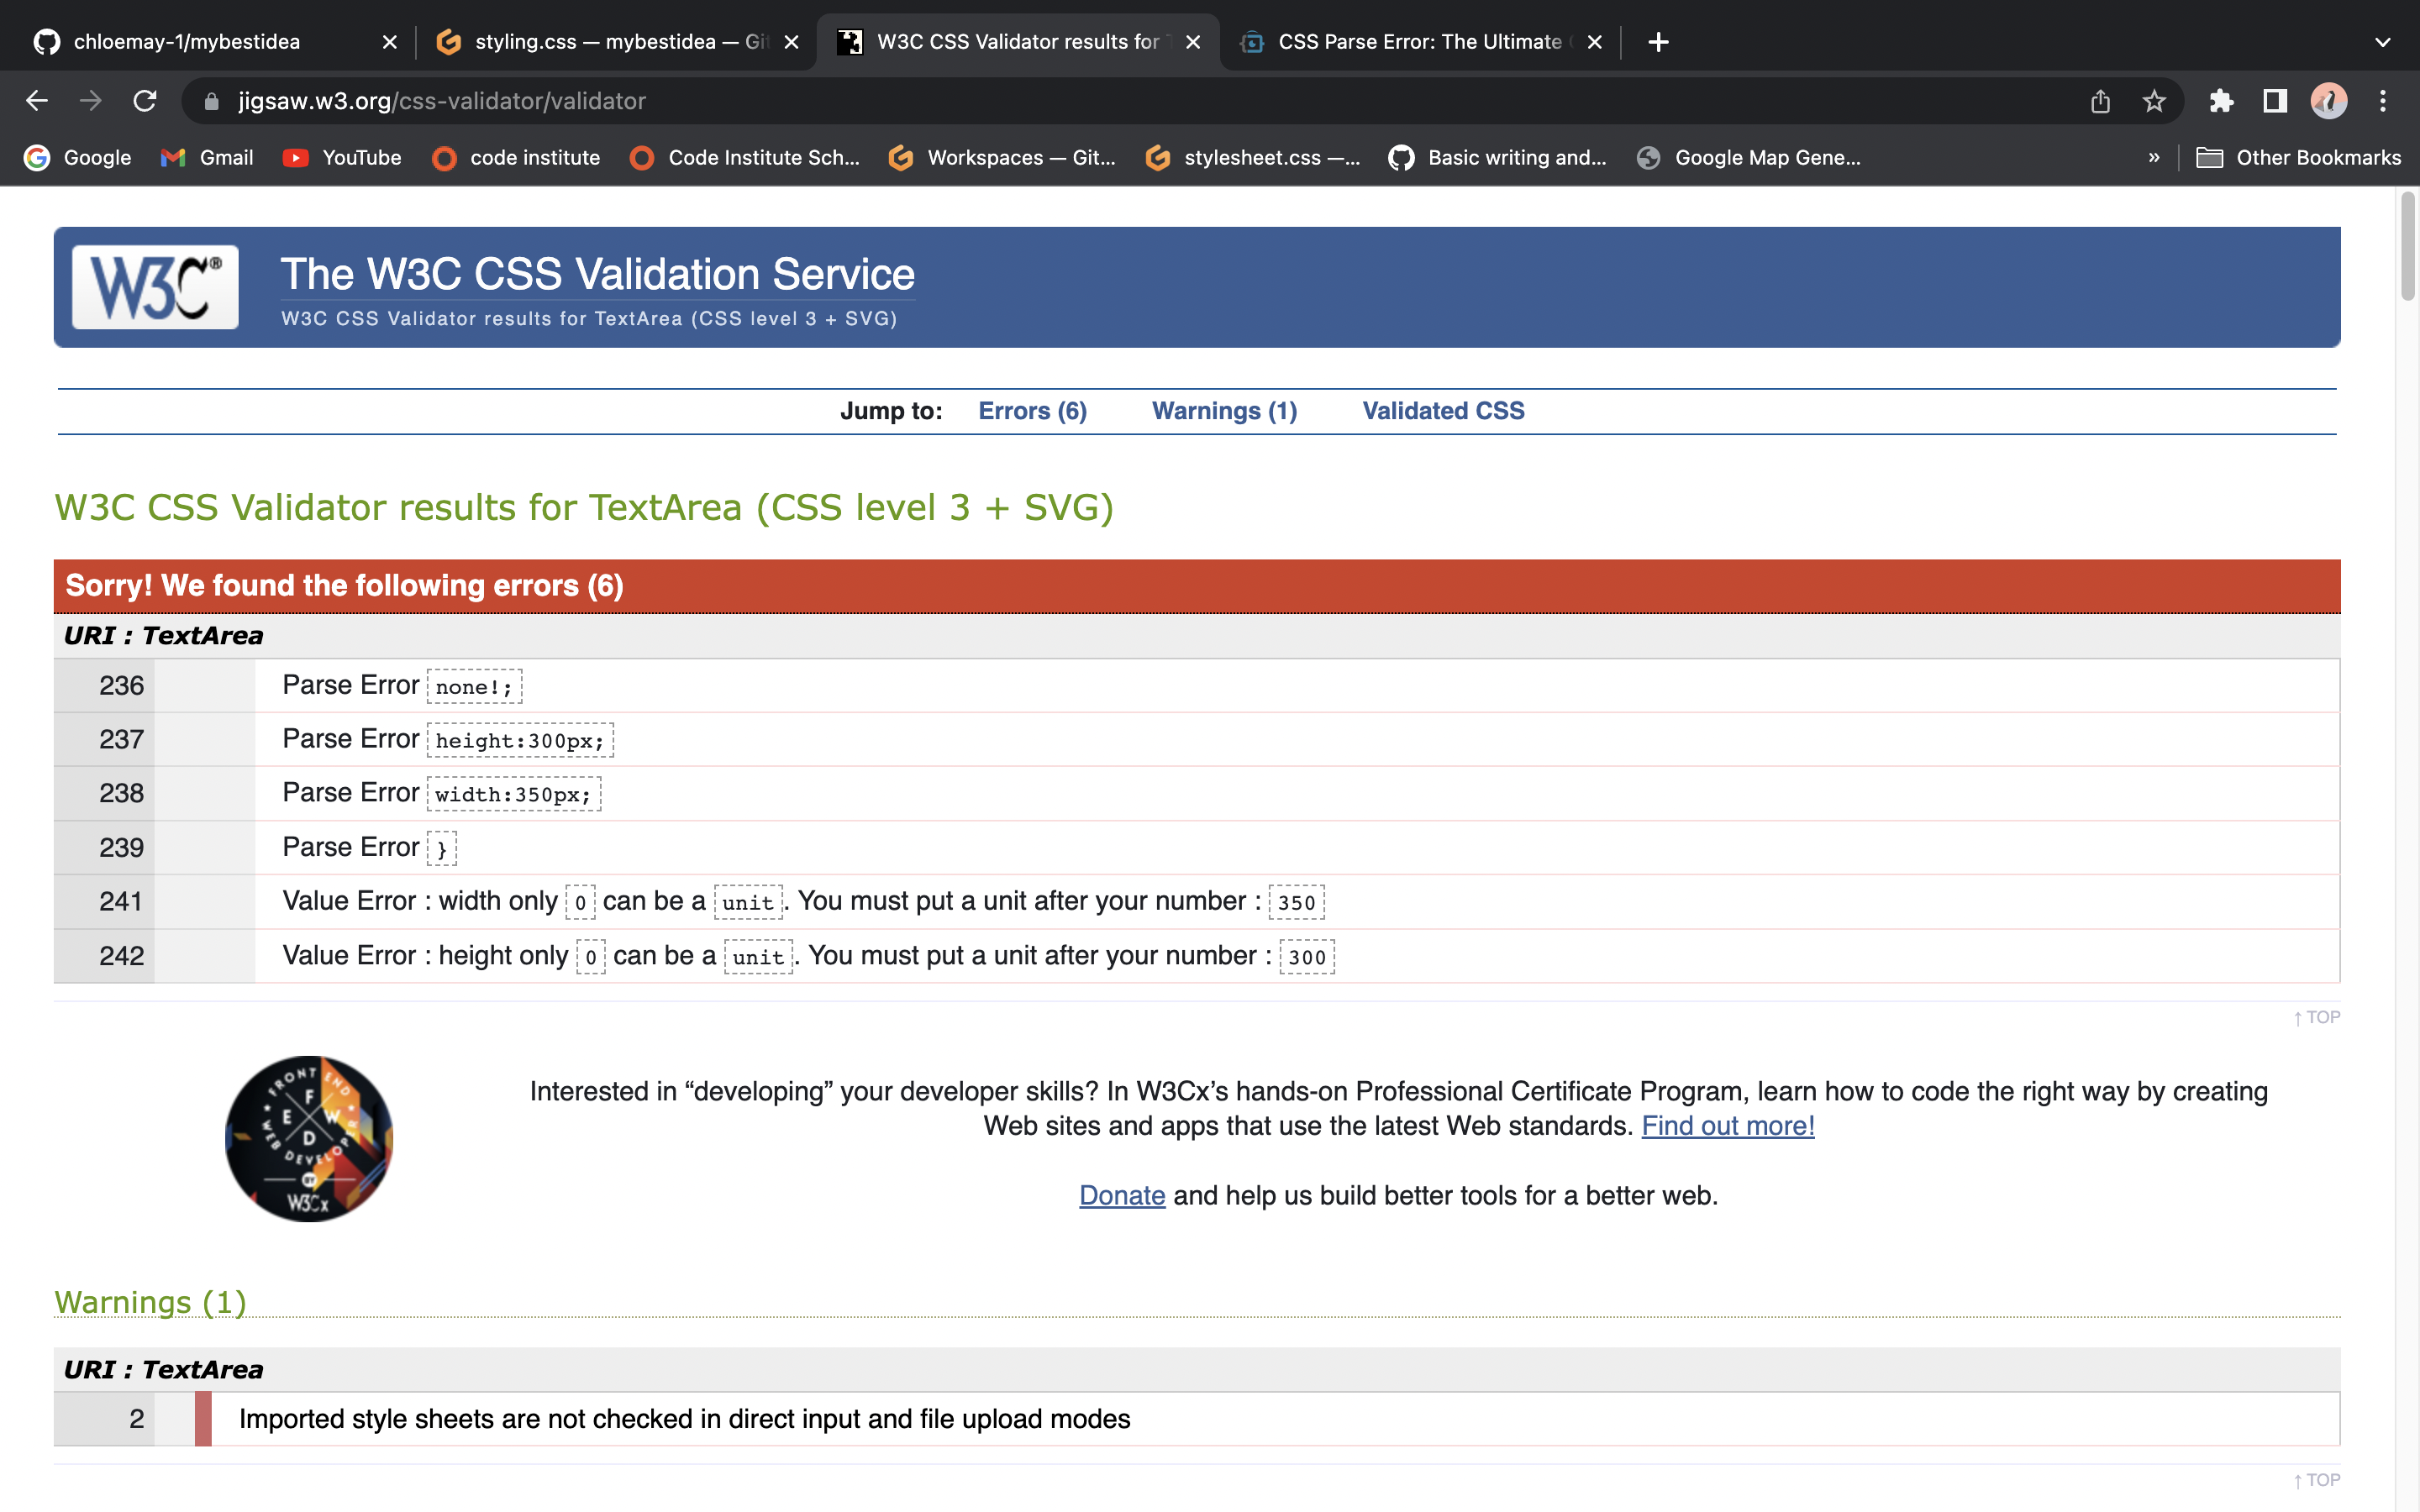 chloemay-1/mybestidea
styling.css — mybestidea — Git
W3C CSS Validator results for T
CSS Parse Error: The Ultimate
jigsaw.w3.org/css-validator/validator
Google
Gmail
YouTube
code institute
Code Institute Sch...
Workspaces — Git...
stylesheet.css —...
Basic writing and...
Google Map Gene...
»
Other Bookmarks
W3C®
The W3C CSS Validation Service
W3C CSS Validator results for TextArea (CSS level 3 + SVG)
Jump to: Errors (6) Warnings (1) Validated CSS
W3C CSS Validator results for TextArea (CSS level 3 + SVG)
Sorry! We found the following errors (6)
URI : TextArea
236 Parse Error none!;
237 Parse Error height:300px;
238 Parse Error width:350px;
239 Parse Error }
241 Value Error : width only 0 can be a unit. You must put a unit after your number : 350
242 Value Error : height only 0 can be a unit. You must put a unit after your number : 300
↑ TOP
FRONT END
F
E W
D
WEB DEVELOPER
BY
W3Cx
Interested in “developing” your developer skills? In W3Cx’s hands-on Professional Certificate Program, learn how to code the right way by creating
Web sites and apps that use the latest Web standards. Find out more!
Donate and help us build better tools for a better web.
Warnings (1)
URI : TextArea
2 Imported style sheets are not checked in direct input and file upload modes
↑ TOP